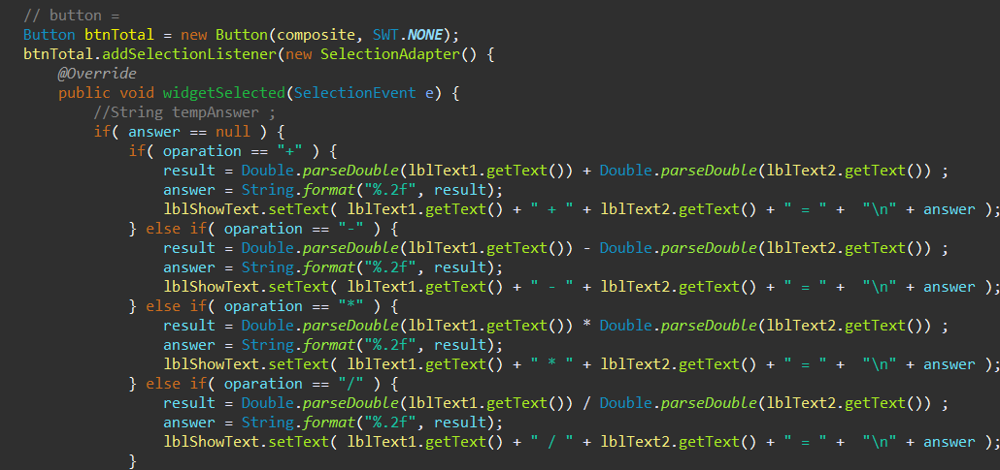 // button =
Button btnTotal = new Button(composite, SWT.NONE);
btnTotal.addSelectionListener(new SelectionAdapter() {
@Override
public void widgetSelected(SelectionEvent e) {
//String tempAnswer ;
if( answer == null ) {
if( oparation == "+" ) {
result = Double.parseDouble(lblText1.getText()) + Double.parseDouble(lblText2.getText()) ;
answer = String.format("%.2f", result);
lblShowText.setText( lblText1.getText() + " + " + lblText2.getText() + " = " +  "\n" + answer );
} else if( oparation == "-" ) {
result = Double.parseDouble(lblText1.getText()) - Double.parseDouble(lblText2.getText()) ;
answer = String.format("%.2f", result);
lblShowText.setText( lblText1.getText() + " - " + lblText2.getText() + " = " +  "\n" + answer );
} else if( oparation == "*" ) {
result = Double.parseDouble(lblText1.getText()) * Double.parseDouble(lblText2.getText()) ;
answer = String.format("%.2f", result);
lblShowText.setText( lblText1.getText() + " * " + lblText2.getText() + " = " +  "\n" + answer );
} else if( oparation == "/" ) {
result = Double.parseDouble(lblText1.getText()) / Double.parseDouble(lblText2.getText()) ;
answer = String.format("%.2f", result);
lblShowText.setText( lblText1.getText() + " / " + lblText2.getText() + " = " +  "\n" + answer );
}